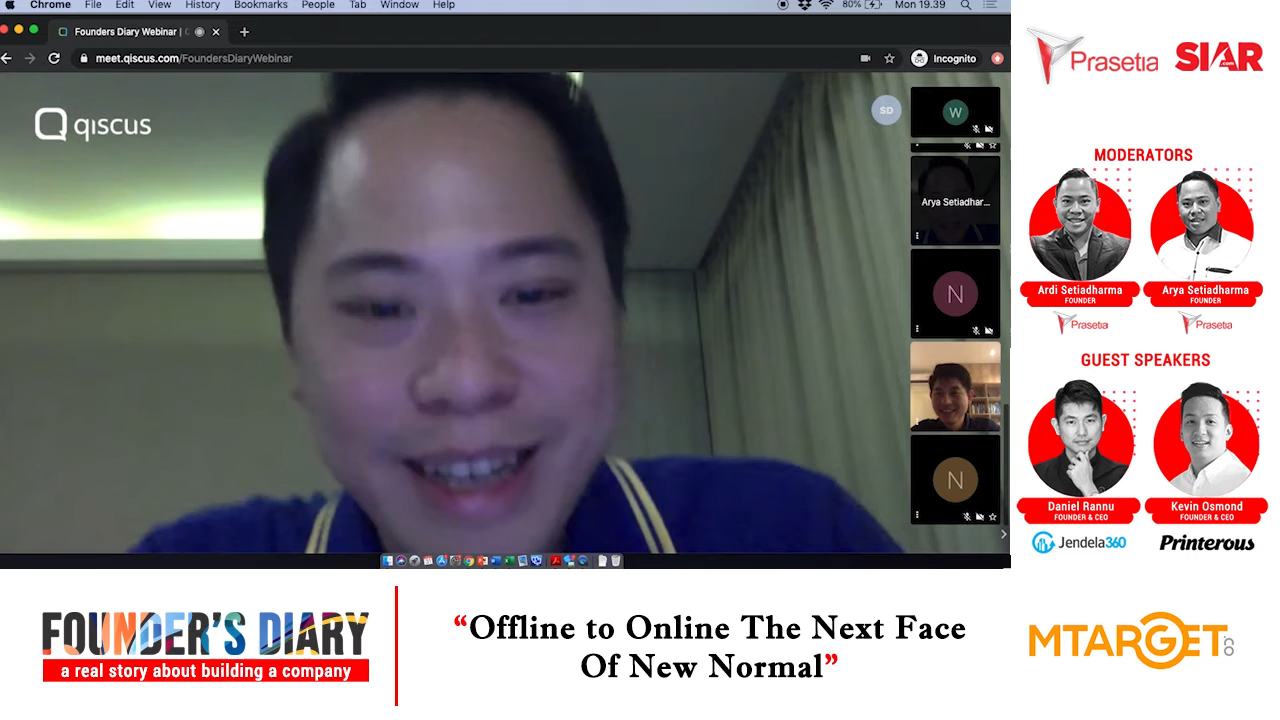 Chrome File Edit View History Bookmarks People Tab Window Help
80%
Mon 19.39
Founders Diary Webinar |
meet.qiscus.com/FoundersDiaryWebinar
Incognito
qiscus
SD
W
Arya Setiadhar...
N
N
Prasetia
SIAR
.com
MODERATORS
Ardi Setiadharma
FOUNDER
Prasetia
Arya Setiadharma
FOUNDER
Prasetia
GUEST SPEAKERS
Daniel Rannu
FOUNDER & CEO
Jendela360
Kevin Osmond
FOUNDER & CEO
Printerous
FOUNDER'S DIARY
a real story about building a company
“Offline to Online The Next Face
Of New Normal”
MTARGET.co